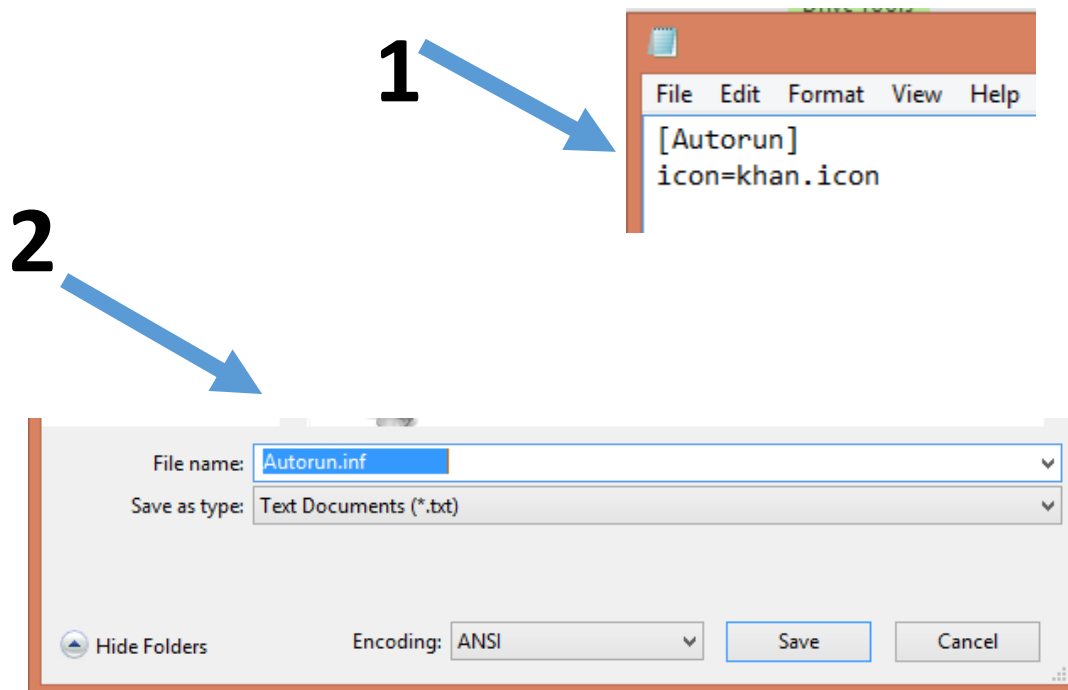 1
File Edit Format View Help
[Autorun]
icon=khan.icon
2
File name: Autorun.inf
Save as type: Text Documents (*.txt)
Hide Folders Encoding: ANSI Save Cancel